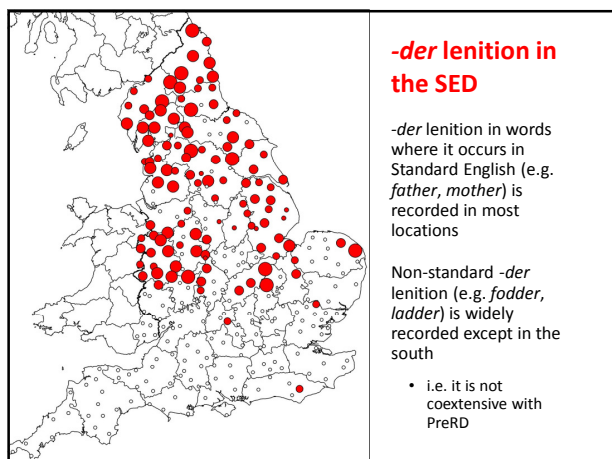 -der lenition in
the SED
-der lenition in words
where it occurs in
Standard English (e.g.
father, mother) is
recorded in most
locations
Non-standard -der
lenition (e.g. fodder,
ladder) is widely
recorded except in the
south
• i.e. it is not
coextensive with
PreRD